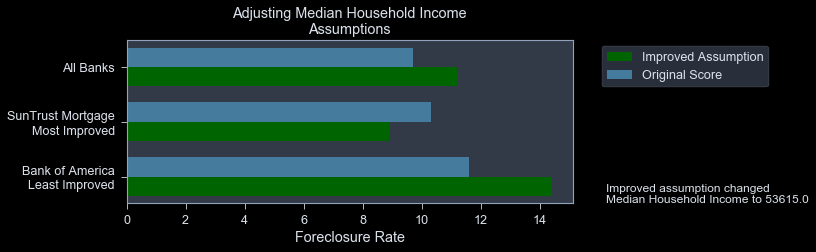 Adjusting Median Household Income
Assumptions
Improved Assumption
Original Score
All Banks
SunTrust Mortgage
Most Improved
Bank of America
Least Improved
Improved assumption changed
Median Household Income to 53615.0
0 2 4 6 8 10 12 14
Foreclosure Rate